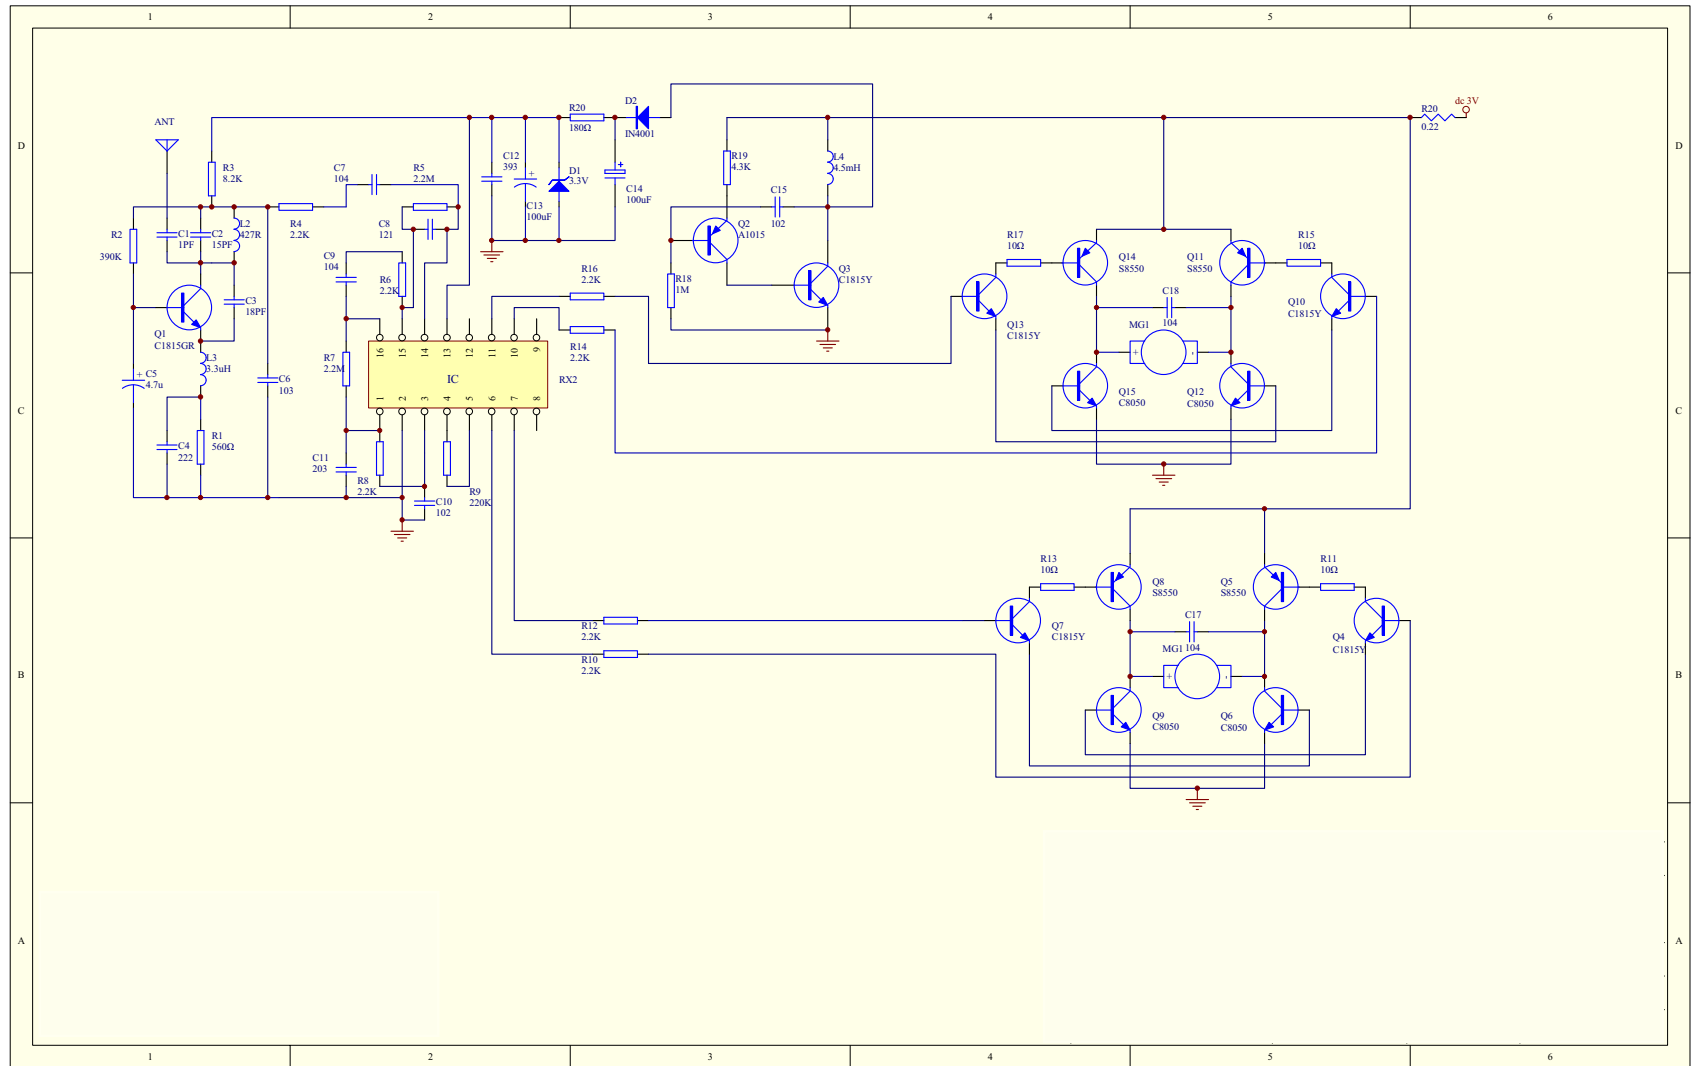 1 2 3 4 5 6
D
D
C
C
B
B
A
A
1 2 3 4 5 6
ANT
R3
8.2K
C7
104
R5
2.2M
C12
393
C13
100uF
D1
3.3V
R20
180Ω
D2
IN4001
C14
100uF
R19
4.3K
L4
4.5mH
C15
102
Q2
A1015
R18
1M
Q3
C1815Y
R20
0.22
dc 3V
R2
390K
C1
1PF
C2
15PF
L2
427R
R4
2.2K
C8
121
C9
104
R6
2.2K
C3
18PF
Q1
C1815GR
L3
3.3uH
+
C5
4.7u
C6
103
R7
2.2M
C4
222
R1
560Ω
C11
203
R8
2.2K
C10
102
R9
220K
16 15 14 13 12 11 10 9
IC
1 2 3 4 5 6 7 8
RX2
R16
2.2K
R14
2.2K
R12
2.2K
R10
2.2K
R17
10Ω
Q14
S8550
Q11
S8550
R15
10Ω
C18
104
Q13
C1815Y
Q10
C1815Y
MG1
+ -
Q15
C8050
Q12
C8050
R13
10Ω
Q8
S8550
Q5
S8550
R11
10Ω
C17
104
Q7
C1815Y
Q4
C1815Y
MG1
+ -
Q9
C8050
Q6
C8050